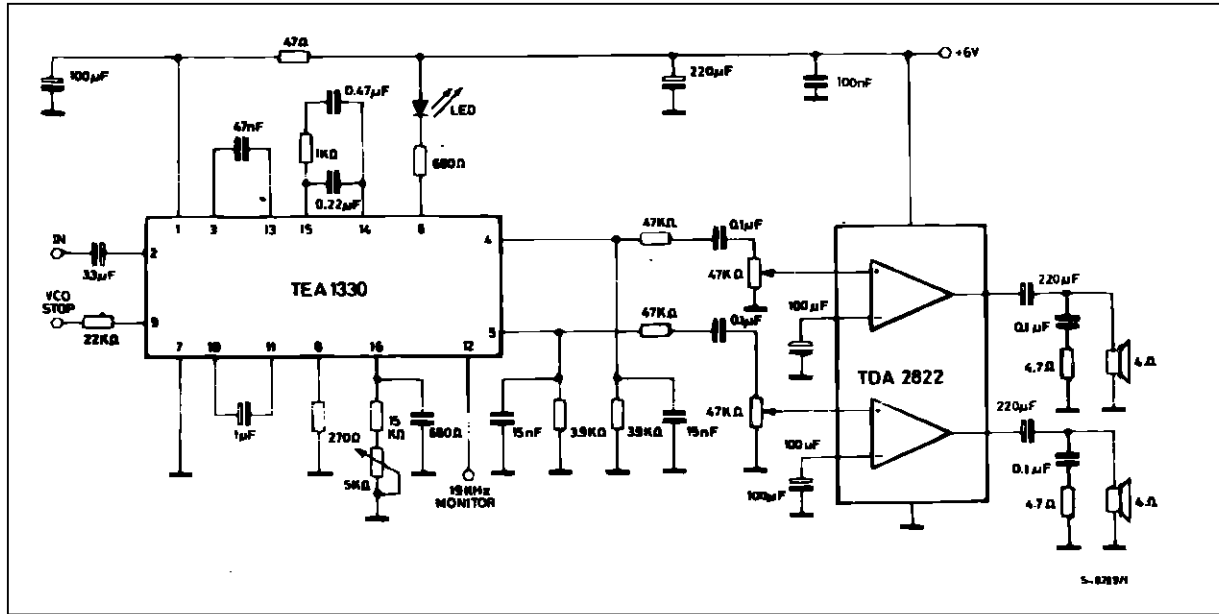 47Ω
+6V
100µF
220µF
100nF
0.47µF
LED
47nF
1KΩ
680Ω
0.22µF
1
3
13
15
14
6
47KΩ
0.1µF
IN
2
4
3.3µF
47KΩ
TEA1330
VCO
STOP
47KΩ
0.1µF
100µF
220µF
9
5
22KΩ
0.1µF
4.7Ω
4Ω
7
10
11
8
16
12
TDA 2822
1µF
270Ω
15
KΩ
680Ω
15nF
3.9KΩ
3.9KΩ
15nF
47KΩ
220µF
5KΩ
100µF
100µF
0.1µF
19KHz
MONITOR
4.7Ω
4Ω